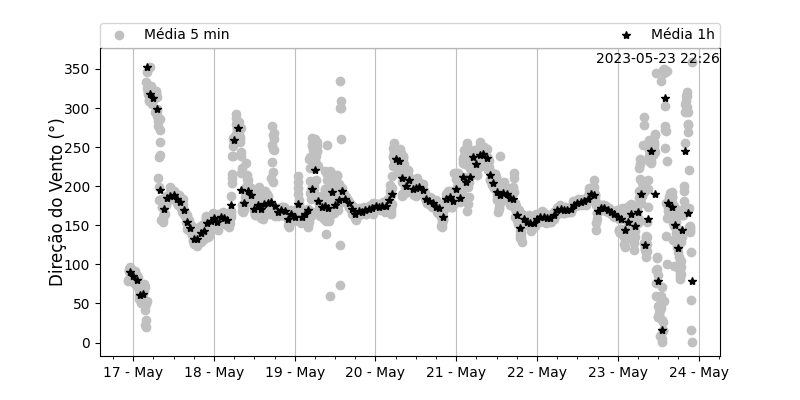 Média 5 min
Média 1h
2023-05-23 22:26
Direção do Vento (°)
350
300
250
200
150
100
50
0
17 - May
18 - May
19 - May
20 - May
21 - May
22 - May
23 - May
24 - May